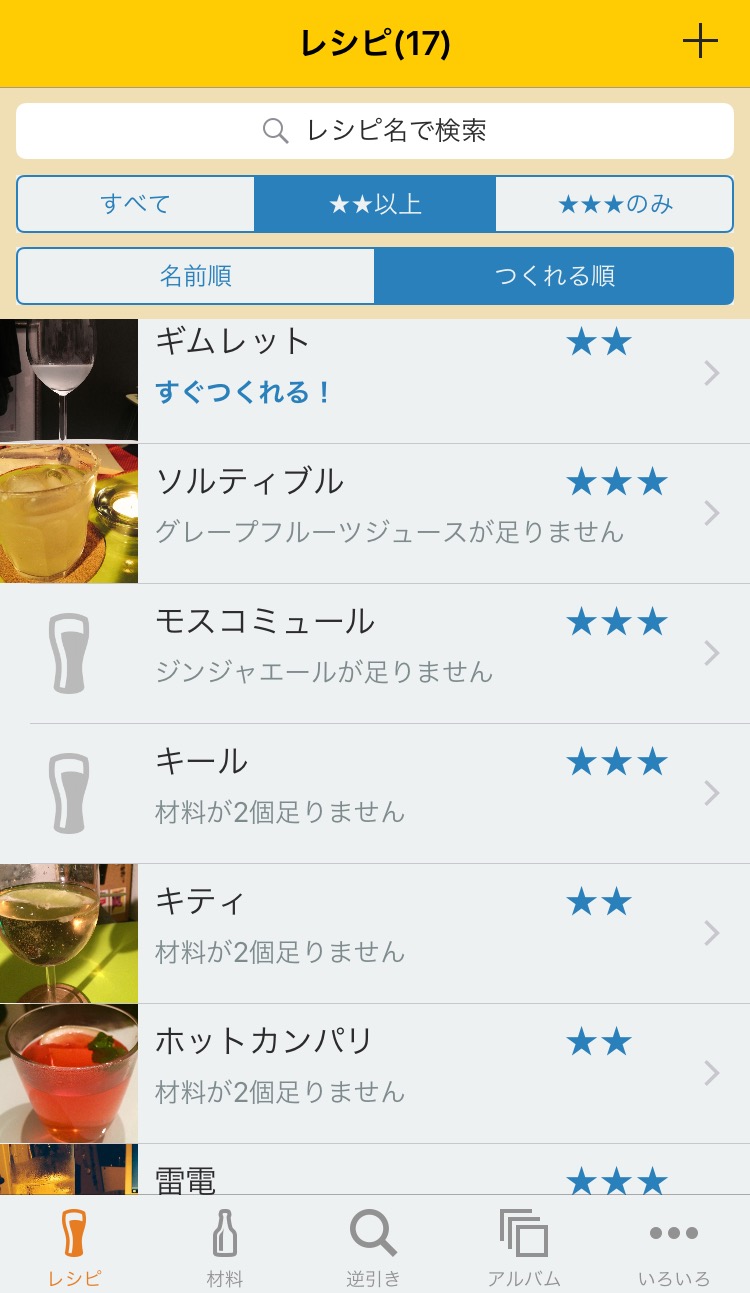 レシピ(17)
レシピ名で検索
すべて
★★以上
★★★のみ
名前順
つくれる順
ギムレット ★★
すぐつくれる！
ソルティブル ★★★
グレープフルーツジュースが足りません
モスコミュール ★★★
ジンジャエールが足りません
キール ★★★
材料が2個足りません
キティ ★★
材料が2個足りません
ホットカンパリ ★★
材料が2個足りません
雷電 ★★★
レシピ
材料
逆引き
アルバム
いろいろ